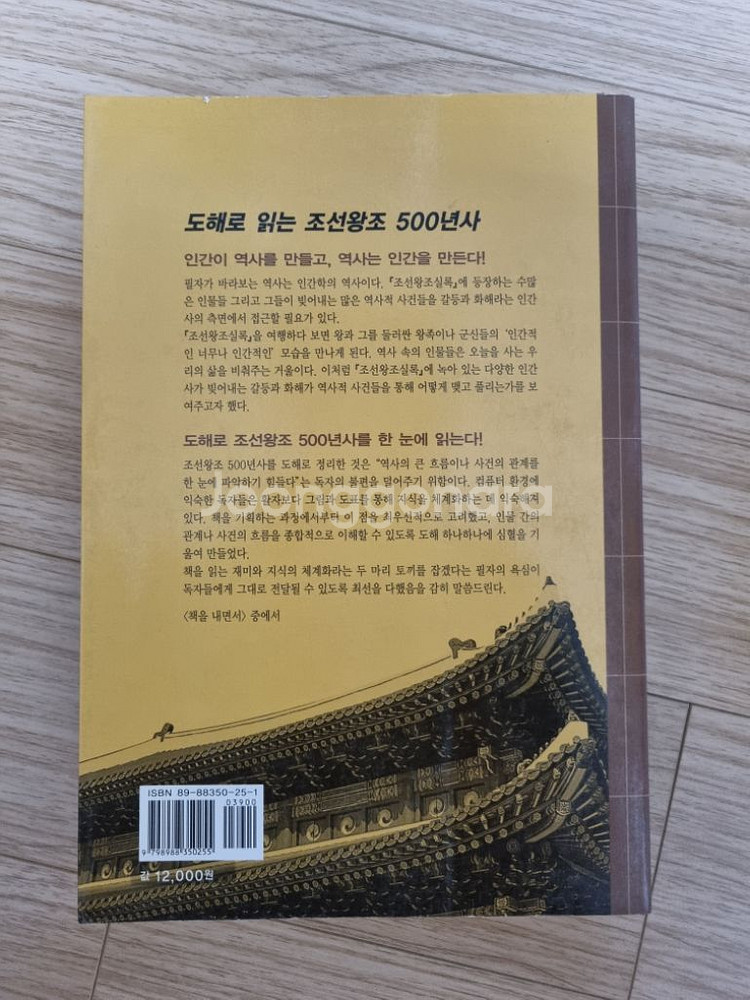 도해로 읽는 조선왕조 500년사
인간이 역사를 만들고, 역사는 인간을 만든다!
필자가 바라보는 역사는 인간학의 역사이다. 『조선왕조실록』에 등장하는 수많
은 인물들 그리고 그들이 빚어내는 많은 역사적 사건들을 갈등과 화해라는 인간
사의 측면에서 접근할 필요가 있다.
『조선왕조실록』을 여행하다 보면 왕과 그를 둘러싼 왕족이나 군신들의 '인간적
인 너무나 인간적인' 모습을 만나게 된다. 역사 속의 인물들은 오늘을 사는 우
리의 삶을 비춰주는 거울이다. 이처럼 『조선왕조실록』에 녹아 있는 다양한 인간
사가 빚어내는 갈등과 화해가 역사적 사건들을 통해 어떻게 맺고 풀리는가를 보
여주고자 했다.
도해로 조선왕조 500년사를 한 눈에 읽는다!
조선왕조 500년사를 도해로 정리한 것은 "역사의 큰 흐름이나 사건의 관계를
한 눈에 파악하기 힘들다"는 독자의 불편을 덜어주기 위함이다. 컴퓨터 환경에
익숙한 독자들은 활자보다 그림과 도표를 통해 지식을 체계화하는 데 익숙해져
있다. 책을 기획하는 과정에서부터 이 점을 최우선적으로 고려했고, 인물 간의
관계나 사건의 흐름을 종합적으로 이해할 수 있도록 도해 하나하나에 심혈을 기
울여 만들었다.
책을 읽는 재미와 지식의 체계화라는 두 마리 토끼를 잡겠다는 필자의 욕심이
독자들에게 그대로 전달될 수 있도록 최선을 다했음을 감히 말씀드린다.
〈책을 내면서〉 중에서
ISBN 89-88350-25-1
03900
9 798988 350255
값 12,000원